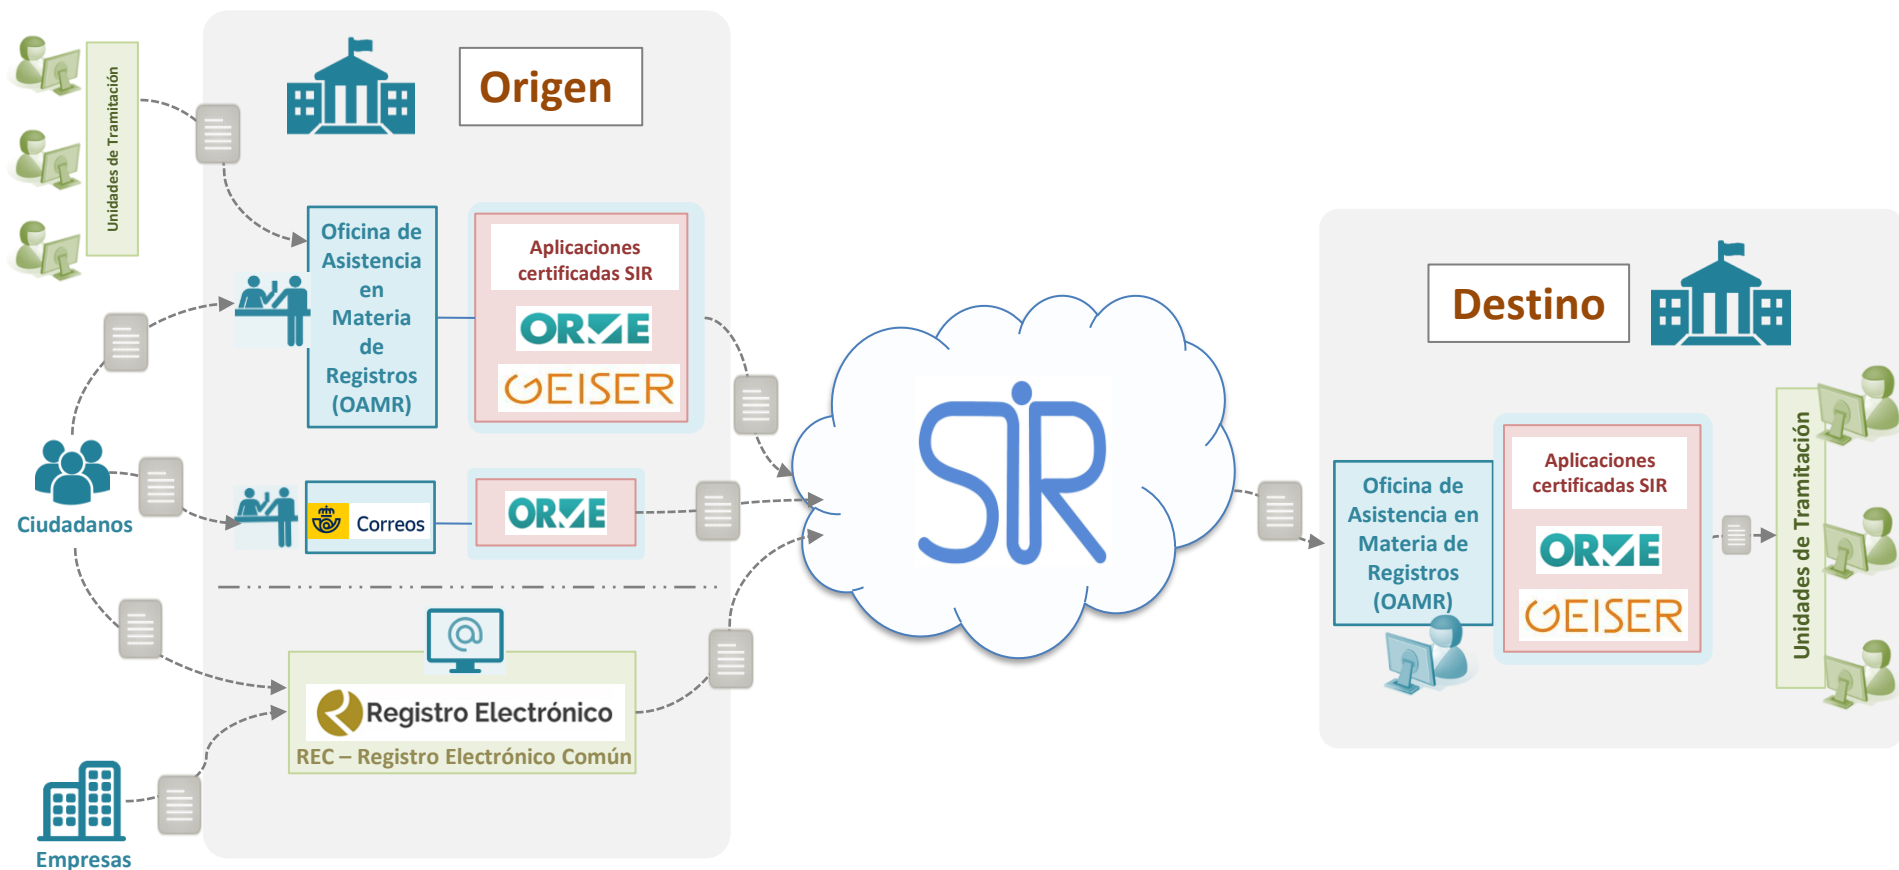 Unidades de Tramitación
Origen
Oficina de
Asistencia
en
Materia
de
Registros
(OAMR)
Aplicaciones
certificadas SIR
ORVE
GEISER
Ciudadanos
Correos
ORVE
@
Registro Electrónico
REC – Registro Electrónico Común
Empresas
SIR
Destino
Oficina de
Asistencia en
Materia de
Registros
(OAMR)
Aplicaciones
certificadas SIR
ORVE
GEISER
Unidades de Tramitación